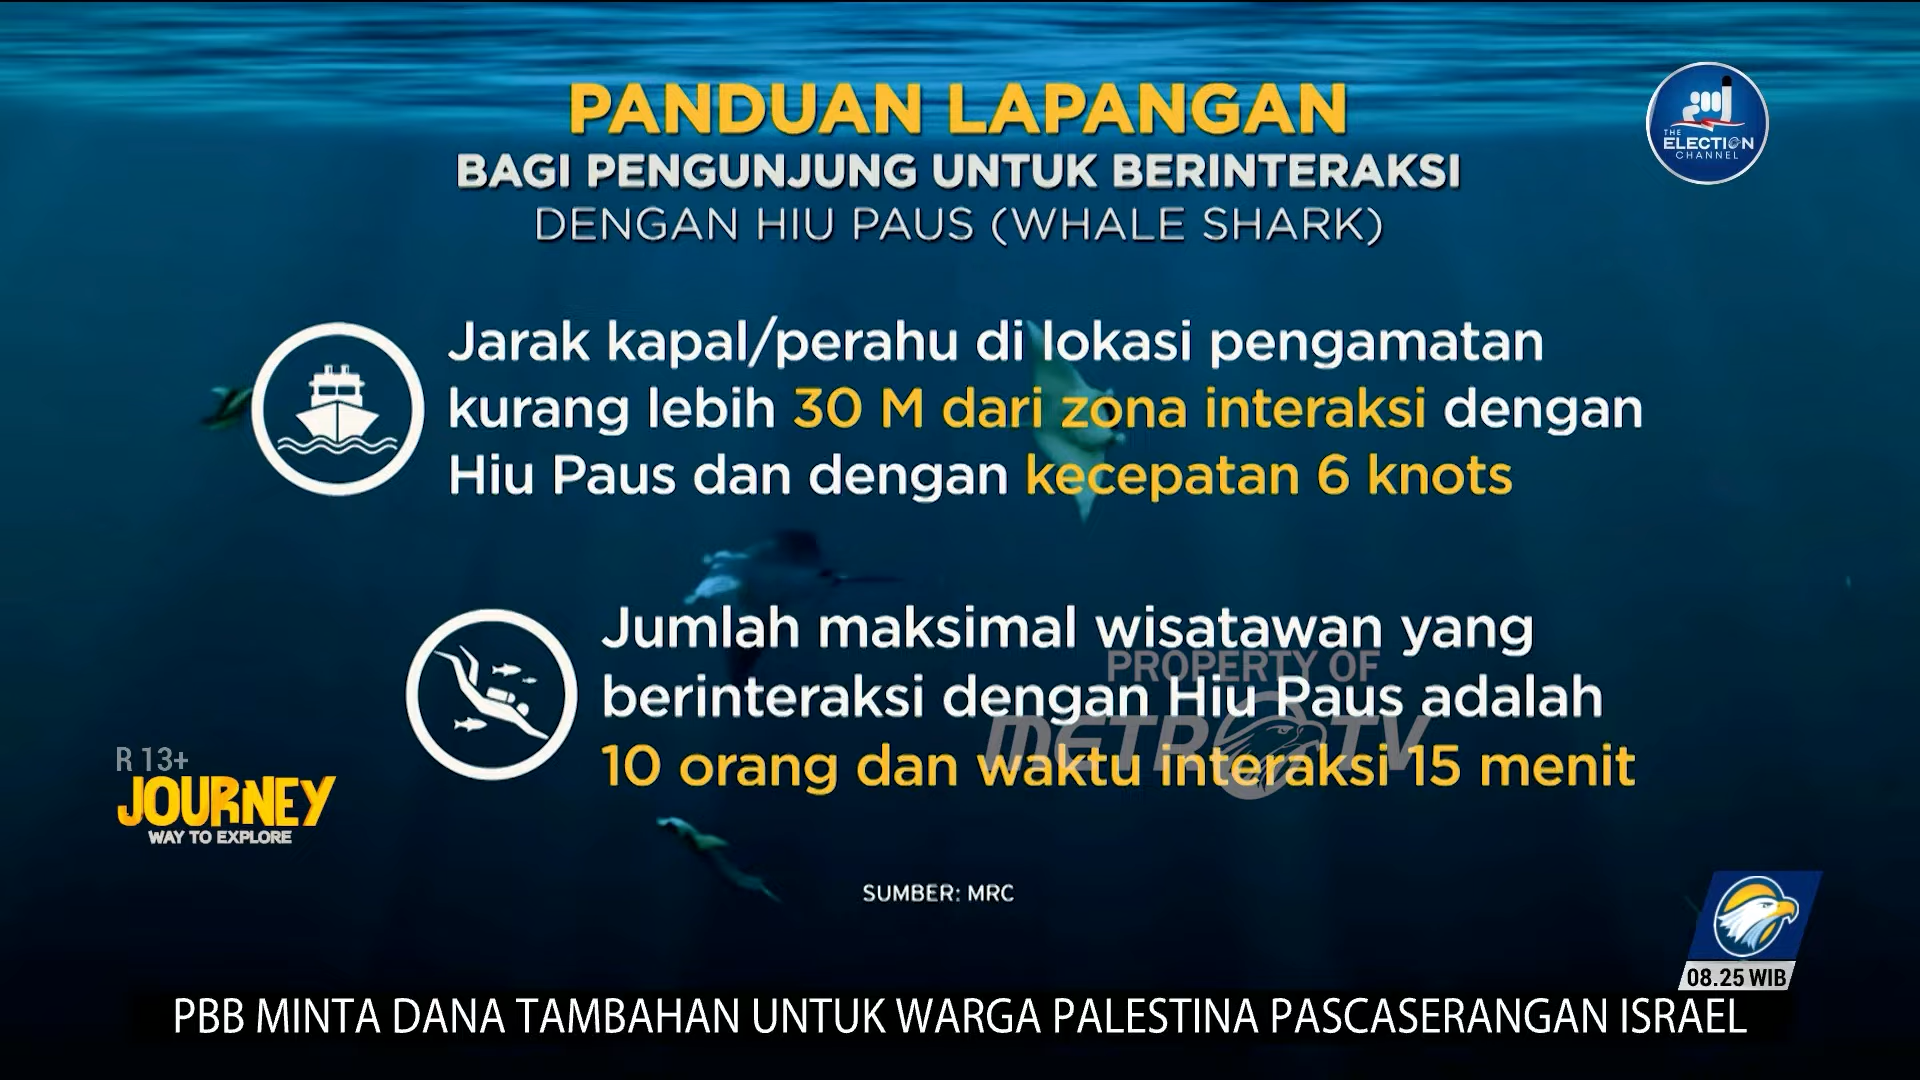 PANDUAN LAPANGAN
BAGI PENGUNJUNG UNTUK BERINTERAKSI
DENGAN HIU PAUS (WHALE SHARK)
THE
ELECTION
CHANNEL
Jarak kapal/perahu di lokasi pengamatan
kurang lebih 30 M dari zona interaksi dengan
Hiu Paus dan dengan kecepatan 6 knots
Jumlah maksimal wisatawan yang
berinteraksi dengan Hiu Paus adalah
10 orang dan waktu interaksi 15 menit
PROPERTY OF
METRO TV
R 13+
JOURNEY
WAY TO EXPLORE
SUMBER: MRC
08.25 WIB
PBB MINTA DANA TAMBAHAN UNTUK WARGA PALESTINA PASCASERANGAN ISRAEL